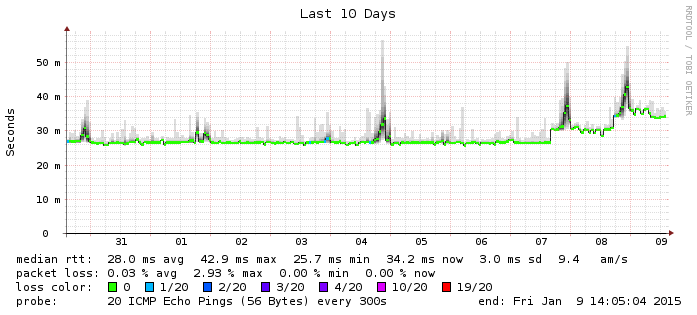 Last 10 Days
RRDTOOL / TOBI OETIKER
Seconds
50 m
40 m
30 m
20 m
10 m
0
31 01 02 03 04 05 06 07 08 09
median rtt: 28.0 ms avg 42.9 ms max 25.7 ms min 34.2 ms now 3.0 ms sd 9.4 am/s
packet loss: 0.03 % avg 2.93 % max 0.00 % min 0.00 % now
loss color: 0 1/20 2/20 3/20 4/20 10/20 19/20
probe: 20 ICMP Echo Pings (56 Bytes) every 300s end: Fri Jan 9 14:05:04 2015